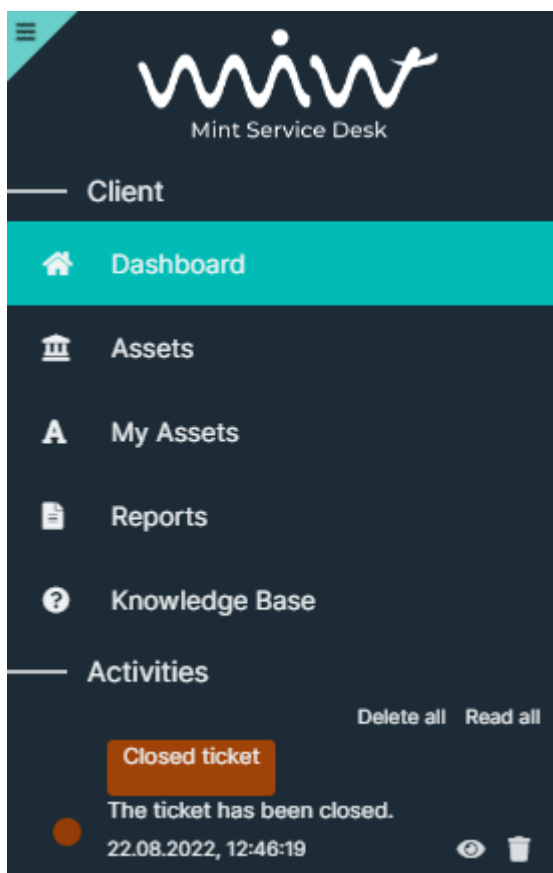 mint
Mint Service Desk
Client
Dashboard
Assets
My Assets
Reports
Knowledge Base
Activities
Delete all Read all
Closed ticket
The ticket has been closed.
22.08.2022, 12:46:19